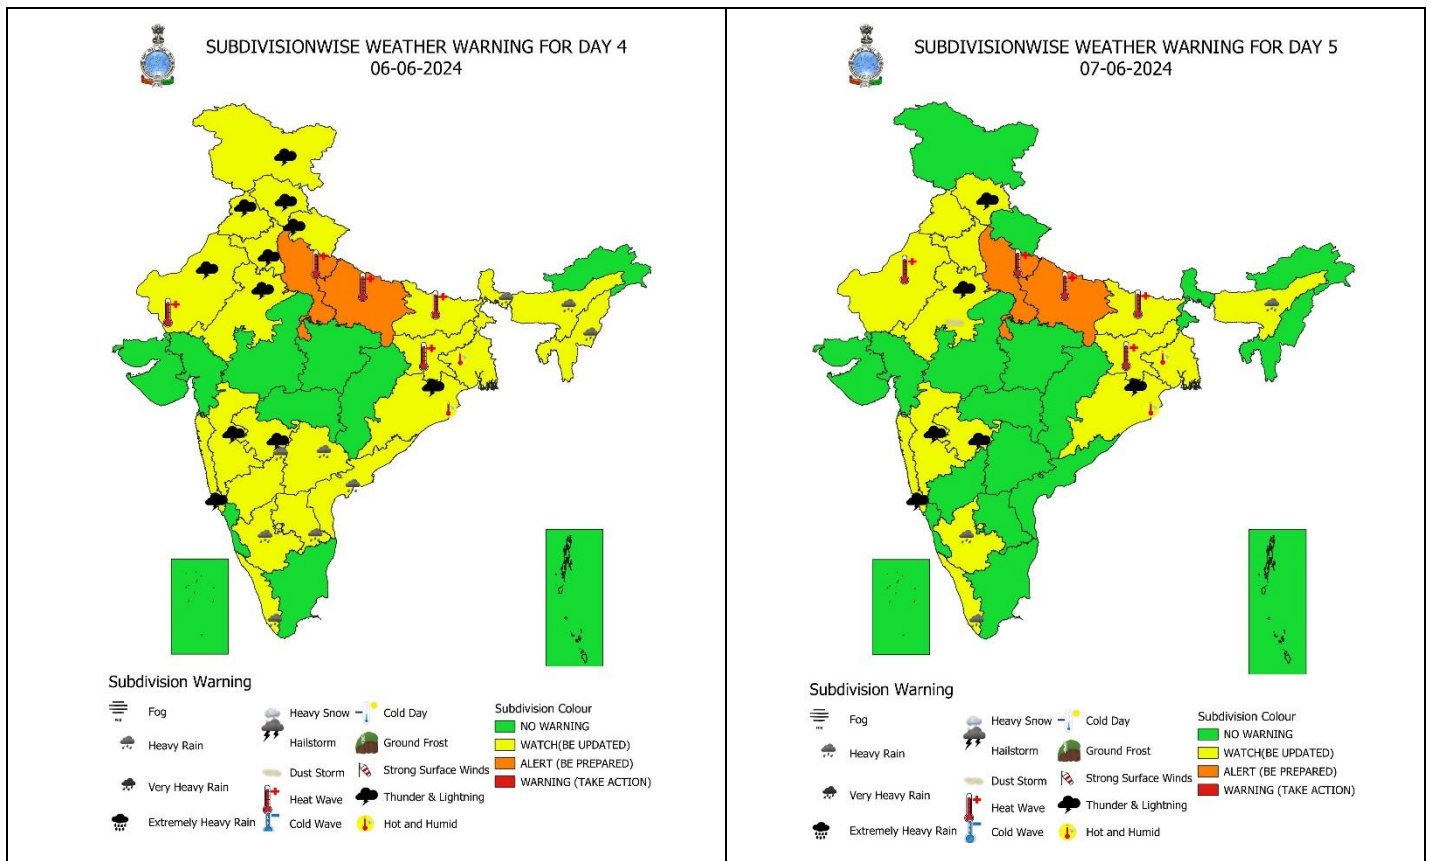 SUBDIVISIONWISE WEATHER WARNING FOR DAY 4
06-06-2024
Subdivision Warning
Fog
Heavy Rain
Very Heavy Rain
Extremely Heavy Rain
Heavy Snow
Hailstorm
Dust Storm
Heat Wave
Cold Wave
Cold Day
Ground Frost
Strong Surface Winds
Thunder & Lightning
Hot and Humid
Subdivision Colour
NO WARNING
WATCH(BE UPDATED)
ALERT (BE PREPARED)
WARNING (TAKE ACTION)
SUBDIVISIONWISE WEATHER WARNING FOR DAY 5
07-06-2024
Subdivision Warning
Fog
Heavy Rain
Very Heavy Rain
Extremely Heavy Rain
Heavy Snow
Hailstorm
Dust Storm
Heat Wave
Cold Wave
Cold Day
Ground Frost
Strong Surface Winds
Thunder & Lightning
Hot and Humid
Subdivision Colour
NO WARNING
WATCH(BE UPDATED)
ALERT (BE PREPARED)
WARNING (TAKE ACTION)